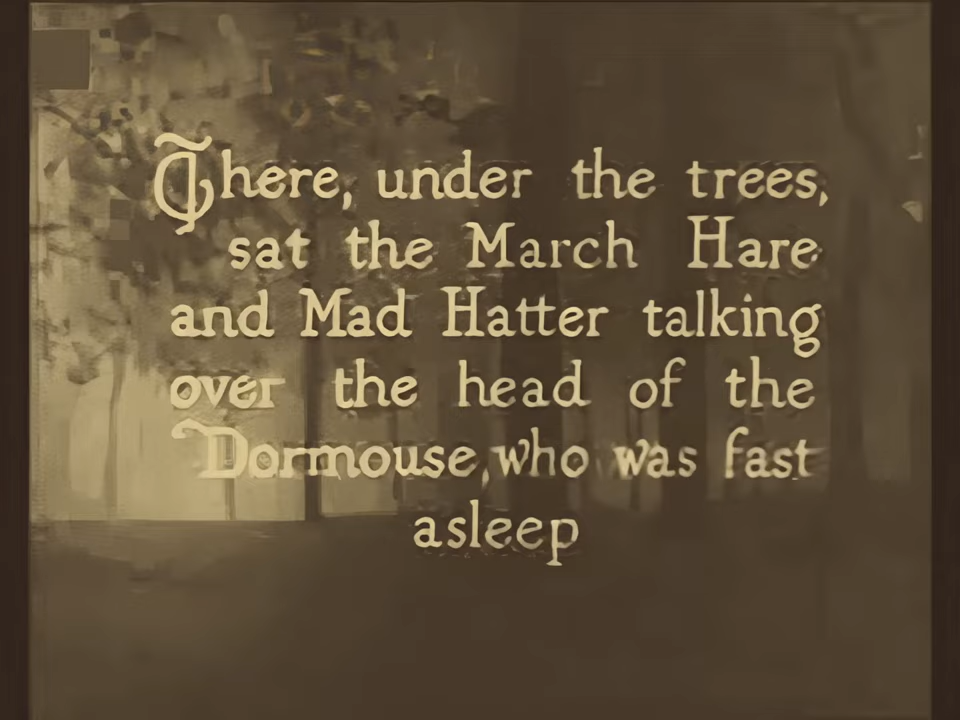 There, under the trees,
sat the March Hare
and Mad Hatter talking
over the head of the
Dormouse, who was fast
asleep